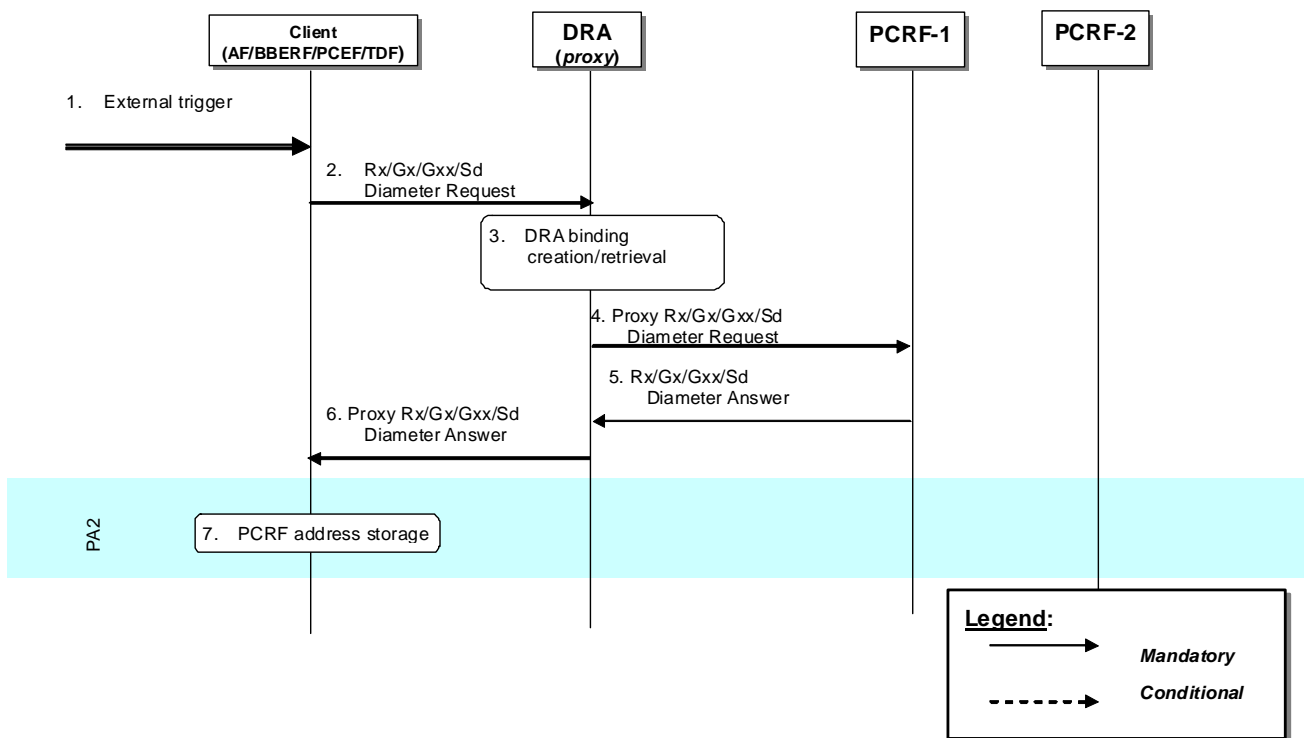 Client
(AF/BBERF/PCEF/TDF)
DRA
(proxy)
PCRF-1
PCRF-2
1. External trigger
2. Rx/Gx/Gxx/Sd
Diameter Request
3. DRA binding
creation/retrieval
4. Proxy Rx/Gx/Gxx/Sd
Diameter Request
5. Rx/Gx/Gxx/Sd
Diameter Answer
6. Proxy Rx/Gx/Gxx/Sd
Diameter Answer
PA2
7. PCRF address storage
Legend:
Mandatory
Conditional